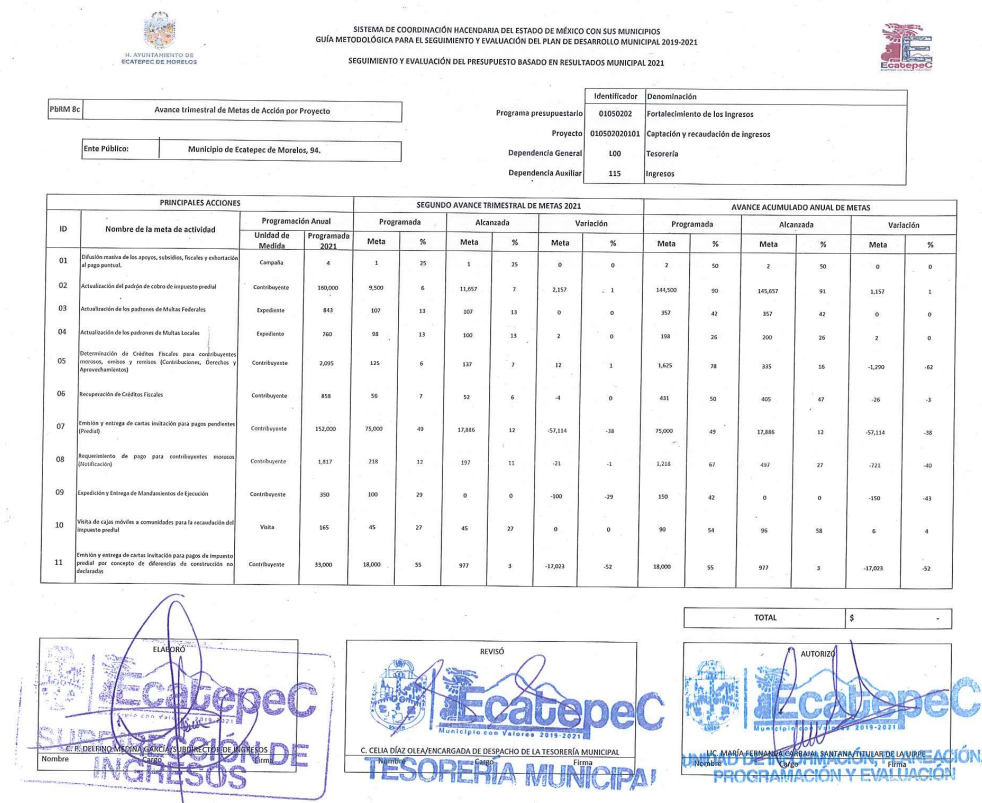 H. AYUNTAMIENTO DE
ECATEPEC DE MORELOS
SISTEMA DE COORDINACIÓN HACENDARIA DEL ESTADO DE MÉXICO CON SUS MUNICIPIOS
GUÍA METODOLÓGICA PARA EL SEGUIMIENTO Y EVALUACIÓN DEL PLAN DE DESARROLLO MUNICIPAL 2019-2021
SEGUIMIENTO Y EVALUACIÓN DEL PRESUPUESTO BASADO EN RESULTADOS MUNICIPAL 2021
EcatepeC
PbRM 8c Avance trimestral de Metas de Acción por Proyecto
Ente Público: Municipio de Ecatepec de Morelos, 94.
Identificador Denominación
Programa presupuestario 01050202 Fortalecimiento de los Ingresos
Proyecto 010502020101 Captación y recaudación de ingresos
Dependencia General L00 Tesorería
Dependencia Auxiliar 115 Ingresos
PRINCIPALES ACCIONES SEGUNDO AVANCE TRIMESTRAL DE METAS 2021 AVANCE ACUMULADO ANUAL DE METAS
ID Nombre de la meta de actividad Programación Anual Programada Alcanzada Variación Programada Alcanzada Variación
Unidad de Medida Programada 2021 Meta % Meta % Meta % Meta % Meta % Meta %
01 Difusión masiva de los apoyos, subsidios, fiscales y exhortación al pago puntual. Campaña 4 1 25 1 25 0 0 2 50 2 50 0 0
02 Actualización del padrón de cobro de impuesto predial Contribuyente 160,000 9,500 6 11,657 7 2,157 1 144,500 90 145,657 91 1,157 1
03 Actualización de los padrones de Multas Federales Expediente 843 107 13 107 13 0 0 357 42 357 42 0 0
04 Actualización de los padrones de Multas Locales Expediente 760 98 13 100 13 2 0 198 26 200 26 2 0
05 Determinación de Créditos Fiscales para contribuyentes morosos, omisos y remisos (Contribuciones, Derechos y Aprovechamientos) Contribuyente 2,095 125 6 137 7 12 1 1,625 78 335 16 -1,290 -62
06 Recuperación de Créditos Fiscales Contribuyente 858 56 7 52 6 -4 0 431 50 405 47 -26 -3
07 Emisión y entrega de cartas invitación para pagos pendientes (Predial) Contribuyente 152,000 75,000 49 17,886 12 -57,114 -38 75,000 49 17,886 12 -57,114 -38
08 Requerimiento de pago para contribuyentes morosos (Notificación) Contribuyente 1,817 218 12 197 11 -21 -1 1,218 67 497 27 -721 -40
09 Expedición y Entrega de Mandamientos de Ejecución Contribuyente 350 100 29 0 0 -100 -29 150 42 0 0 -150 -43
10 Visita de cajas móviles a comunidades para la recaudación del impuesto predial Visita 165 45 27 45 27 0 0 90 54 96 58 6 4
11 Emisión y entrega de cartas invitación para pagos de impuesto predial por concepto de diferencias de construcción no declaradas Contribuyente 33,000 18,000 55 977 3 -17,023 -52 18,000 55 977 3 -17,023 -52
TOTAL $ -
ELABORÓ REVISÓ AUTORIZÓ
EcatepeC EcatepeC EcatepeC
Municipio con Valores 2019-2021
C. P. DELFINO MEDINA GARCÍA/SUBDIRECTOR DE INGRESOS
Nombre Cargo Firma
SUBDIRECCIÓN DE
INGRESOS
C. CELIA DÍAZ OLEA/ENCARGADA DE DESPACHO DE LA TESORERÍA MUNICIPAL
Nombre Cargo Firma
TESORERÍA MUNICIPAL
LIC. MARÍA FERNANDA CARBAJAL SANTANA/TITULAR DE LA UIPPE
Nombre Cargo Firma
UNIDAD DE INFORMACIÓN, PLANEACIÓN,
PROGRAMACIÓN Y EVALUACIÓN